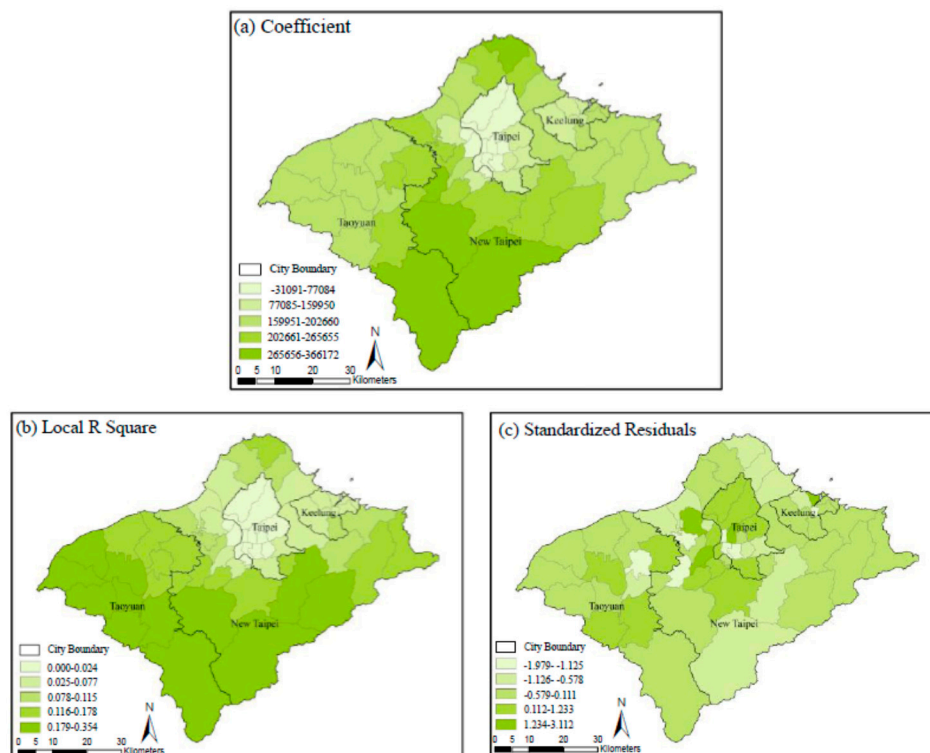 (a) Coefficient
Taipei
Keelung
Taoyuan
New Taipei
City Boundary
-31091-77084
77085-159950
159951-202660
202661-265655
265656-366172
N
0 5 10 20 30
Kilometers
(b) Local R Square
Taipei
Keelung
Taoyuan
New Taipei
City Boundary
0.000-0.024
0.025-0.077
0.078-0.115
0.116-0.178
0.179-0.354
N
0 5 10 20 30
Kilometers
(c) Standardized Residuals
Taipei
Keelung
Taoyuan
New Taipei
City Boundary
-1.979- -1.125
-1.126- -0.578
-0.579-0.111
0.112-1.233
1.234-3.112
N
0 5 10 20 30
Kilometers